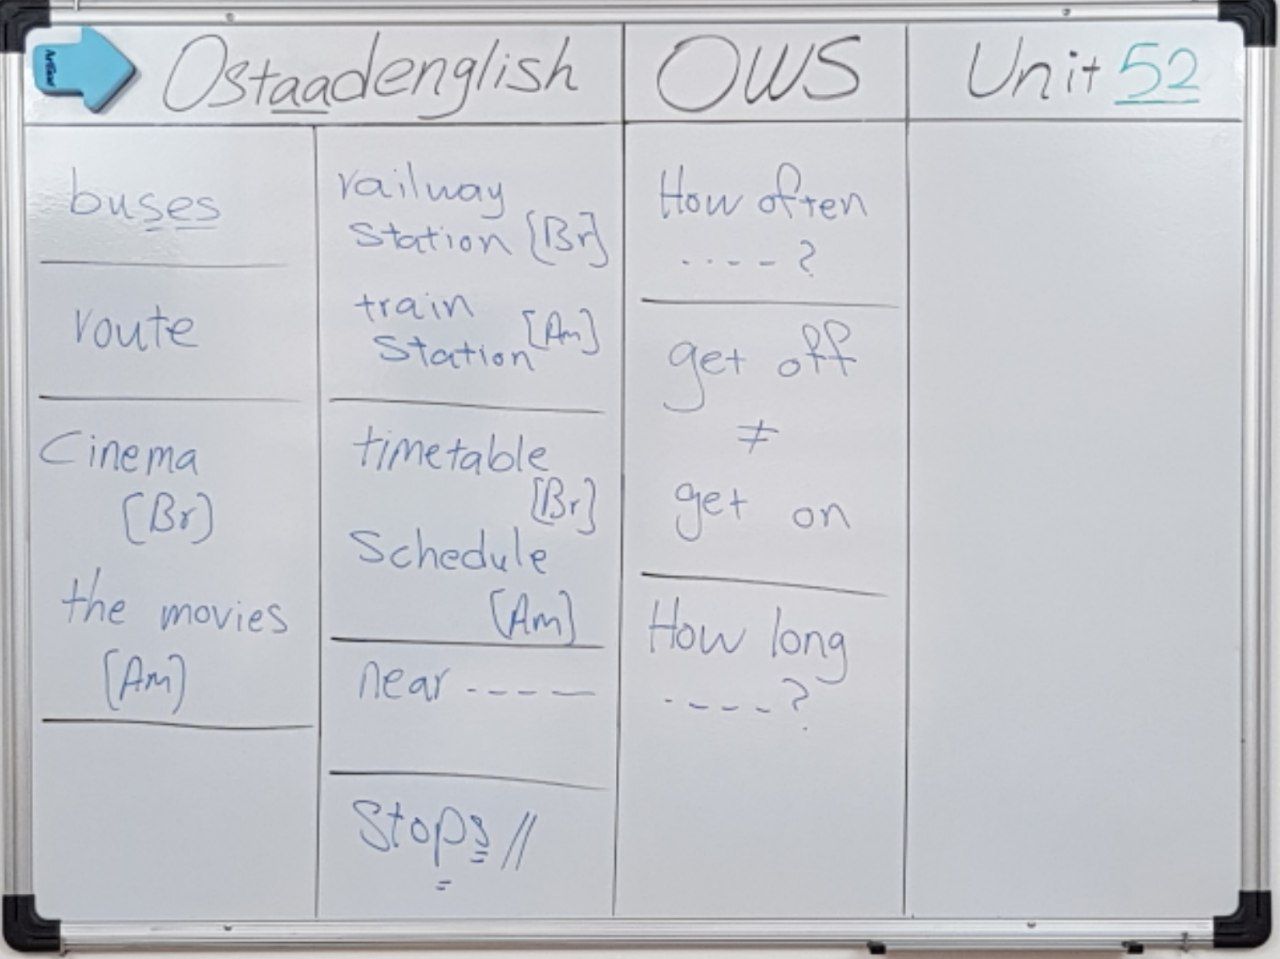 Ostaadenglish
OWS
Unit 52
buses
route
Cinema
[Br]
the movies
[Am]
railway
station [Br]
train
station [Am]
timetable
[Br]
Schedule
[Am]
near ----
Stops //
How often
----?
get off
≠
get on
How long
----?